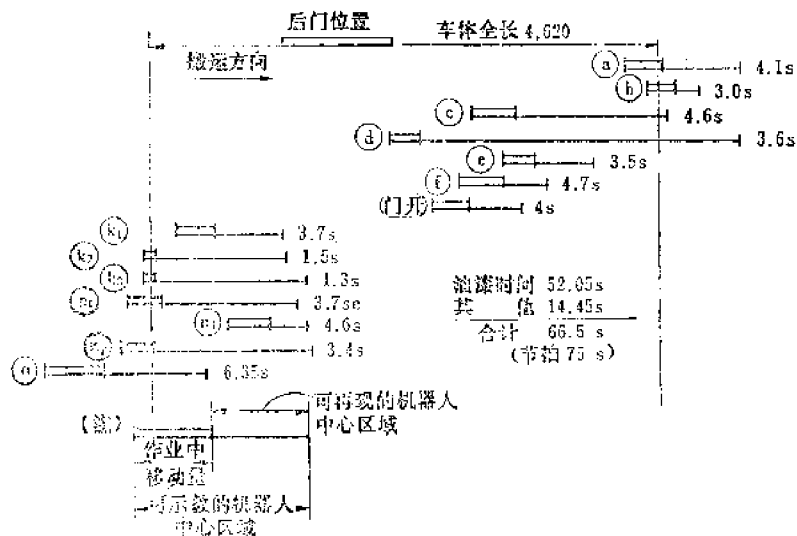 后门位置
车体全长 4,620
搬运方向
a 4.1s
b 3.0s
c 4.6s
d 3.6s
e 3.5s
f 4.7s
(门开) 4s
k₁ 3.7s
1.5s
1.3s
3.7se
4.6s
3.4s
6.35s
油漆时间 52.05s
其 他 14.45s
合计 66.5 s
(节拍 75 s)
可再现的机器人
中心区域
作业中
移动量
可示教的机器人
中心区域